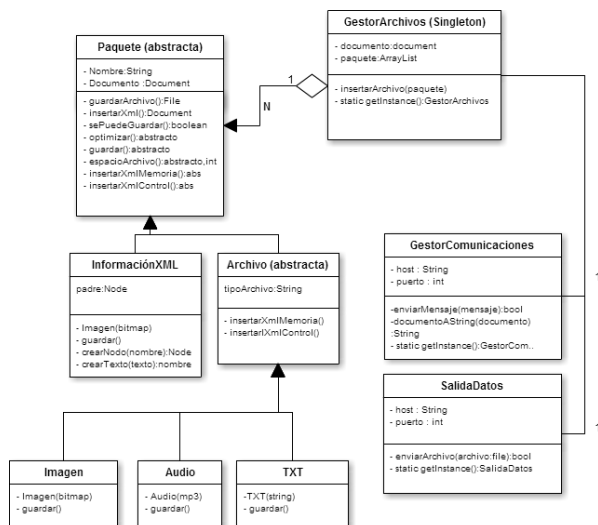 Paquete (abstracta)
- Nombre:String
- Documento :Document
- guardarArchivo():File
- insertarXml():Document
- sePuedeGuardar():boolean
- optimizar():abstracto
- guardar():abstracto
- espacioArchivo():abstracto,int
- insertarXmlMemoria():abs
- insertarXmlControl():abs
GestorArchivos (Singleton)
- documento:document
- paquete:ArrayList
- insertarArchivo(paquete)
- static getInstance():GestorArchivos
1
N
InformaciónXML
padre:Node
- Imagen(bitmap)
- guardar()
- crearNodo(nombre):Node
- crearTexto(texto):nombre
Archivo (abstracta)
tipoArchivo:String
- insertarXmlMemoria()
- insertarIXmlControl()
GestorComunicaciones
- host : String
- puerto : int
-enviarMensaje(mensaje):bool
-documentoAString(documento)
:String
- static getInstance():GestorCom..
SalidaDatos
- host : String
- puerto : int
- enviarArchivo(archivo:file):bool
- static getInstance():SalidaDatos
Imagen
- Imagen(bitmap)
- guardar()
Audio
- Audio(mp3)
- guardar()
TXT
-TXT(string)
- guardar()